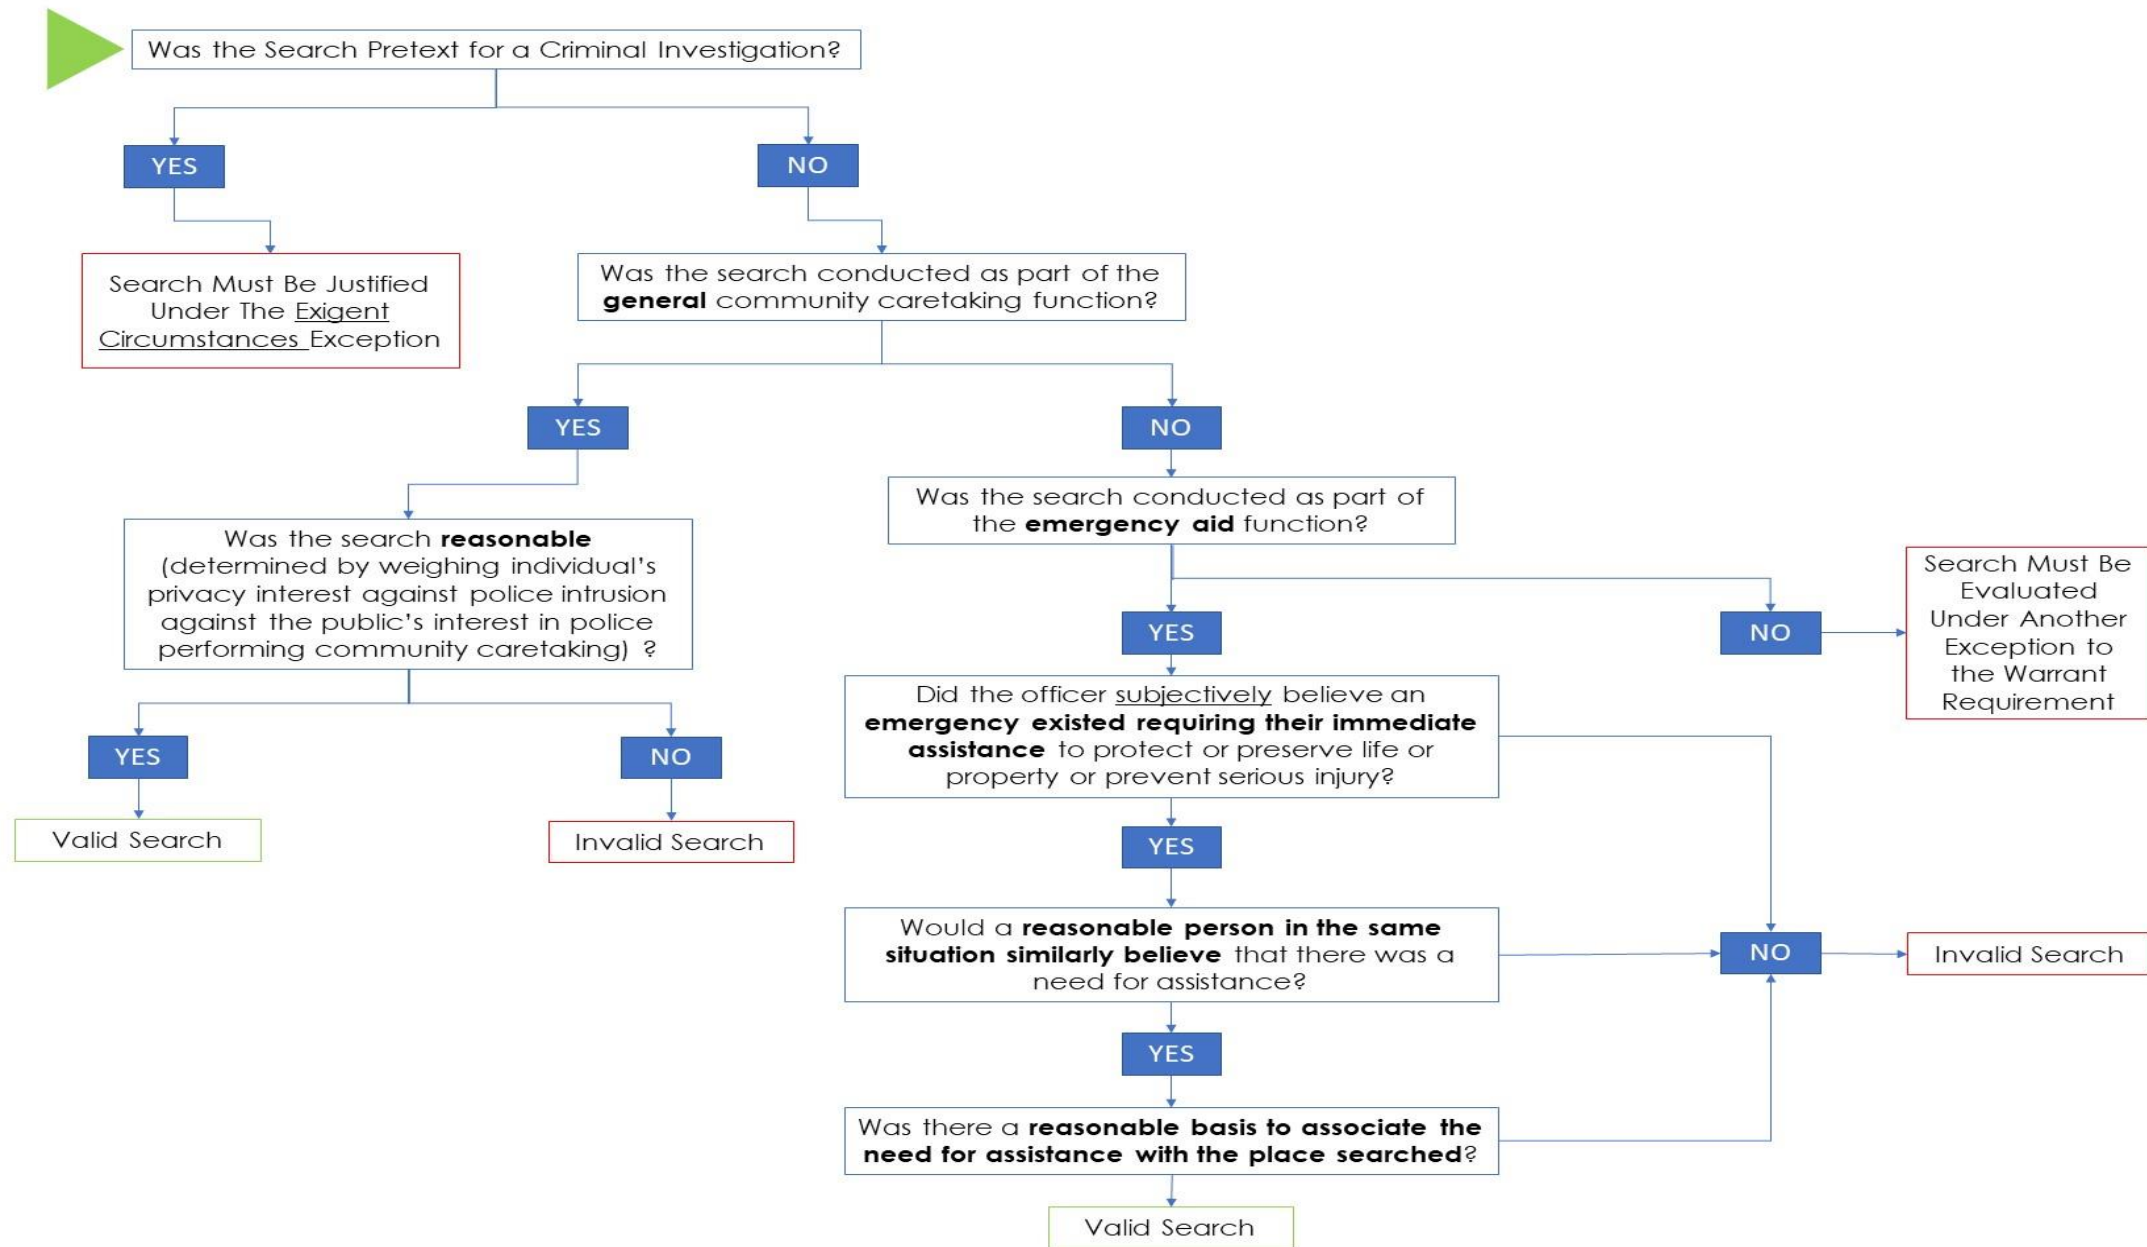 Was the Search Pretext for a Criminal Investigation?
YES
NO
Search Must Be Justified
Under The Exigent
Circumstances Exception
Was the search conducted as part of the
general community caretaking function?
YES
NO
Was the search reasonable
(determined by weighing individual's
privacy interest against police intrusion
against the public's interest in police
performing community caretaking) ?
YES
Valid Search
NO
Invalid Search
Was the search conducted as part of
the emergency aid function?
YES
NO
Search Must Be
Evaluated
Under Another
Exception to
the Warrant
Requirement
Did the officer subjectively believe an
emergency existed requiring their immediate
assistance to protect or preserve life or
property or prevent serious injury?
YES
Would a reasonable person in the same
situation similarly believe that there was a
need for assistance?
NO
Invalid Search
YES
Was there a reasonable basis to associate the
need for assistance with the place searched?
Valid Search